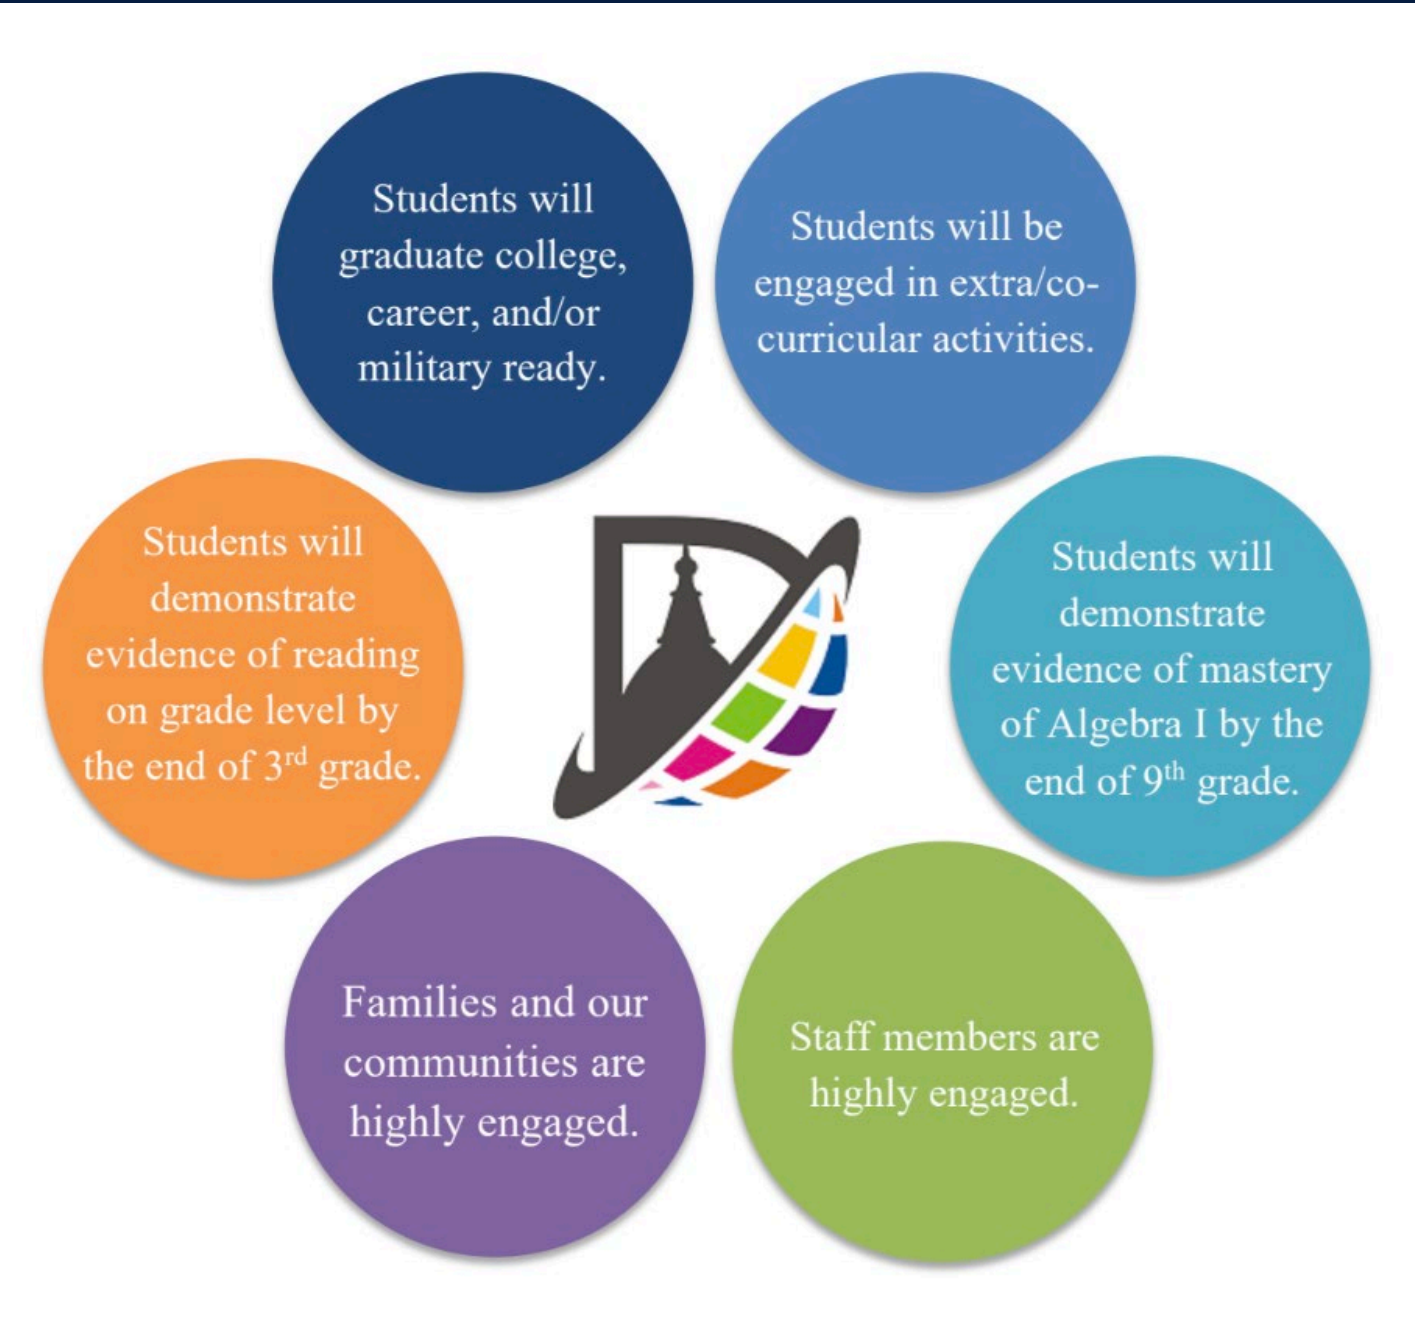 Students will
graduate college,
career, and/or
military ready.
Students will be
engaged in extra/co-
curricular activities.
Students will
demonstrate
evidence of reading
on grade level by
the end of 3rd grade.
Students will
demonstrate
evidence of mastery
of Algebra I by the
end of 9th grade.
Families and our
communities are
highly engaged.
Staff members are
highly engaged.